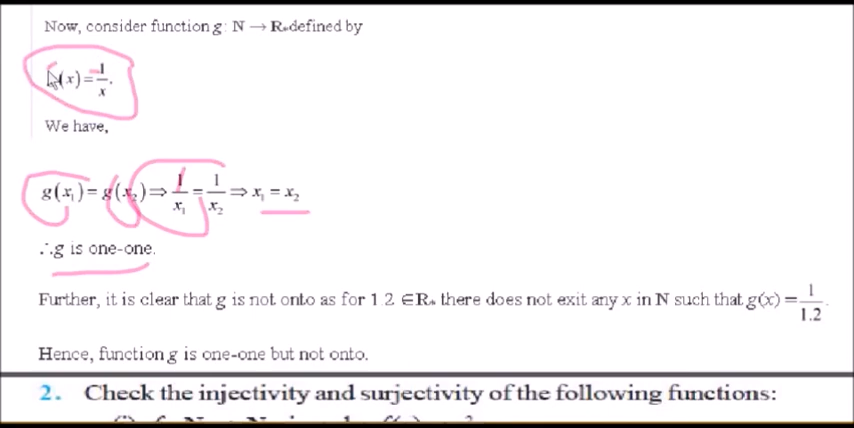 Now, consider function g: N → R* defined by
(x) = 1/x.
We have,
g(x₁) = g(x₂) ⇒ 1/x₁ = 1/x₂ ⇒ x₁ = x₂
∴g is one-one.
Further, it is clear that g is not onto as for 1.2 ∈R* there does not exit any x in N such that g(x) = 1/1.2.
Hence, function g is one-one but not onto.
2. Check the injectivity and surjectivity of the following functions: